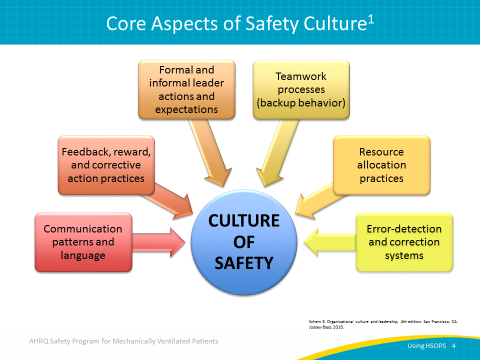 Core Aspects of Safety Culture1
Formal and
informal leader
actions and
expectations
Teamwork
processes
(backup behavior)
Feedback, reward,
and corrective
action practices
Resource
allocation
practices
Communication
patterns and
language
CULTURE
OF
SAFETY
Error-detection
and correction
systems
Schein E. Organizational culture and leadership, 4th edition, San Francisco, CA;
Jossey-Bass: 2010.
AHRQ Safety Program for Mechanically Ventilated Patients
Using HSOPS 4